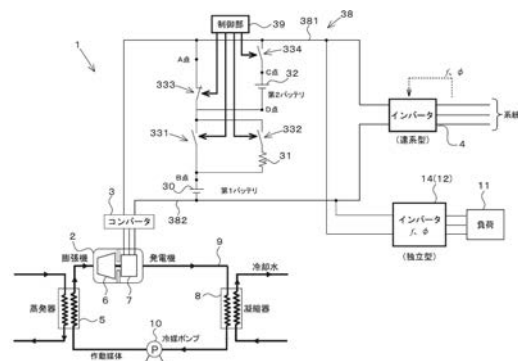 制御部
39
38
381
1
A点
334
C点
32
333
第2バッテリ
D点
331
332
31
B点
30
第1バッテリ
382
インバータ
(連系型)
4
f、φ
系統
3
コンバータ
14(12)
インバータ
f、φ
(独立型)
11
負荷
2
膨張機
発電機
9
冷却水
6
7
8
蒸発器
5
10
冷媒ポンプ
P
凝縮器
作動媒体